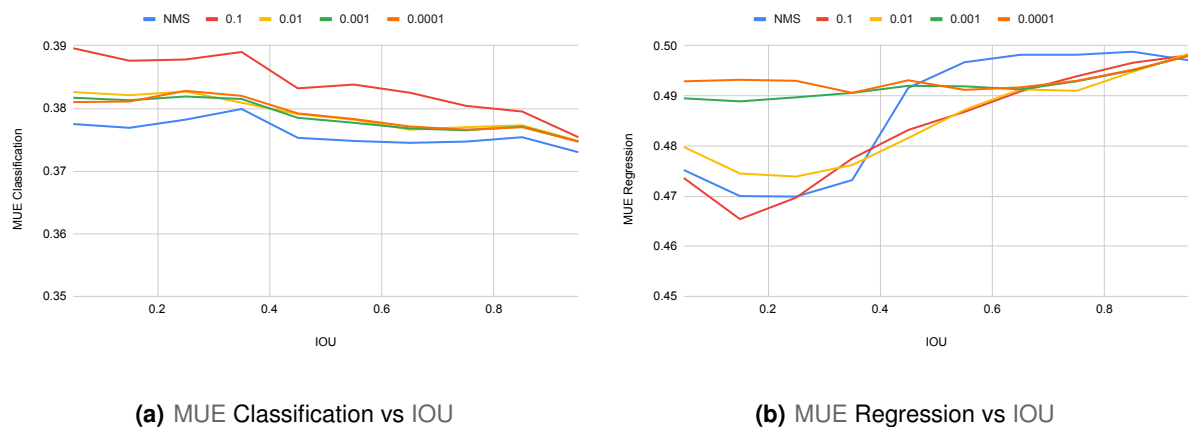 NMS 0.1 0.01 0.001 0.0001
0.39
0.38
0.37
0.36
0.35
MUE Classification
0.2 0.4 0.6 0.8
IOU
(a) MUE Classification vs IOU
NMS 0.1 0.01 0.001 0.0001
0.50
0.49
0.48
0.47
0.46
0.45
MUE Regression
0.2 0.4 0.6 0.8
IOU
(b) MUE Regression vs IOU